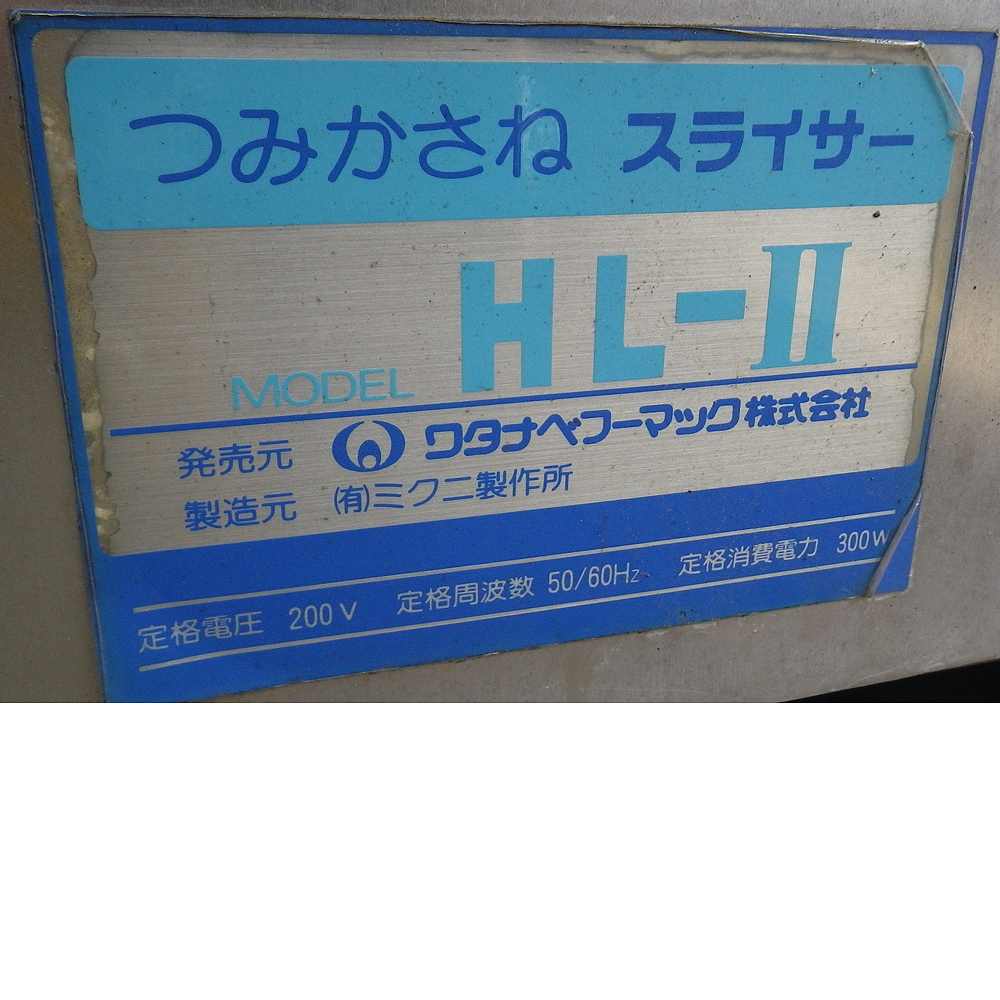 つみかさね スライサー
MODEL HL-II
発売元 ワタナベフーマック株式会社
製造元 (有)ミクニ製作所
定格電圧 200V 定格周波数 50/60Hz 定格消費電力 300W